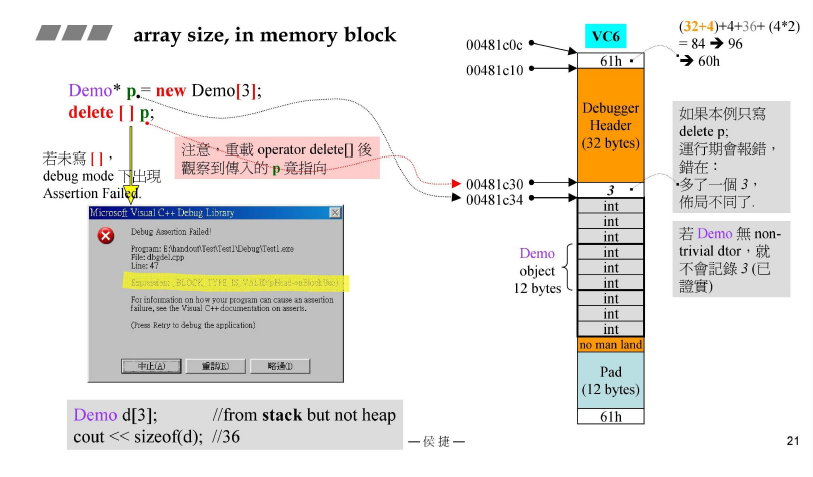 array size, in memory block
Demo* p = new Demo[3];
delete [] p;
若未寫 [ ]，
debug mode 下出現
Assertion Failed.
注意，重載 operator delete[] 後
觀察到傳入的 p 竟指向
Microsoft Visual C++ Debug Library
Debug Assertion Failed!
Program: E:\handout\Test\Test1\Debug\Test1.exe
File: dbgdel.cpp
Line: 47
For information on how your program can cause an assertion
failure, see the Visual C++ documentation on asserts.
(Press Retry to debug the application)
中止(A)
重試(R)
略過(I)
Demo d[3]; //from stack but not heap
cout << sizeof(d); //36
VC6
00481c0c
61h
00481c10
Debugger
Header
(32 bytes)
00481c30
3
00481c34
int
int
int
int
int
int
int
int
int
Demo
object
12 bytes
no man land
Pad
(12 bytes)
61h
(32+4)+4+36+ (4*2)
= 84 ➔ 96
➔ 60h
如果本例只寫
delete p;
運行期會報錯，
錯在：
多了一個 3，
佈局不同了.
若 Demo 無 non-
trivial dtor，就
不會記錄 3 (已
證實)
—侯捷—
21